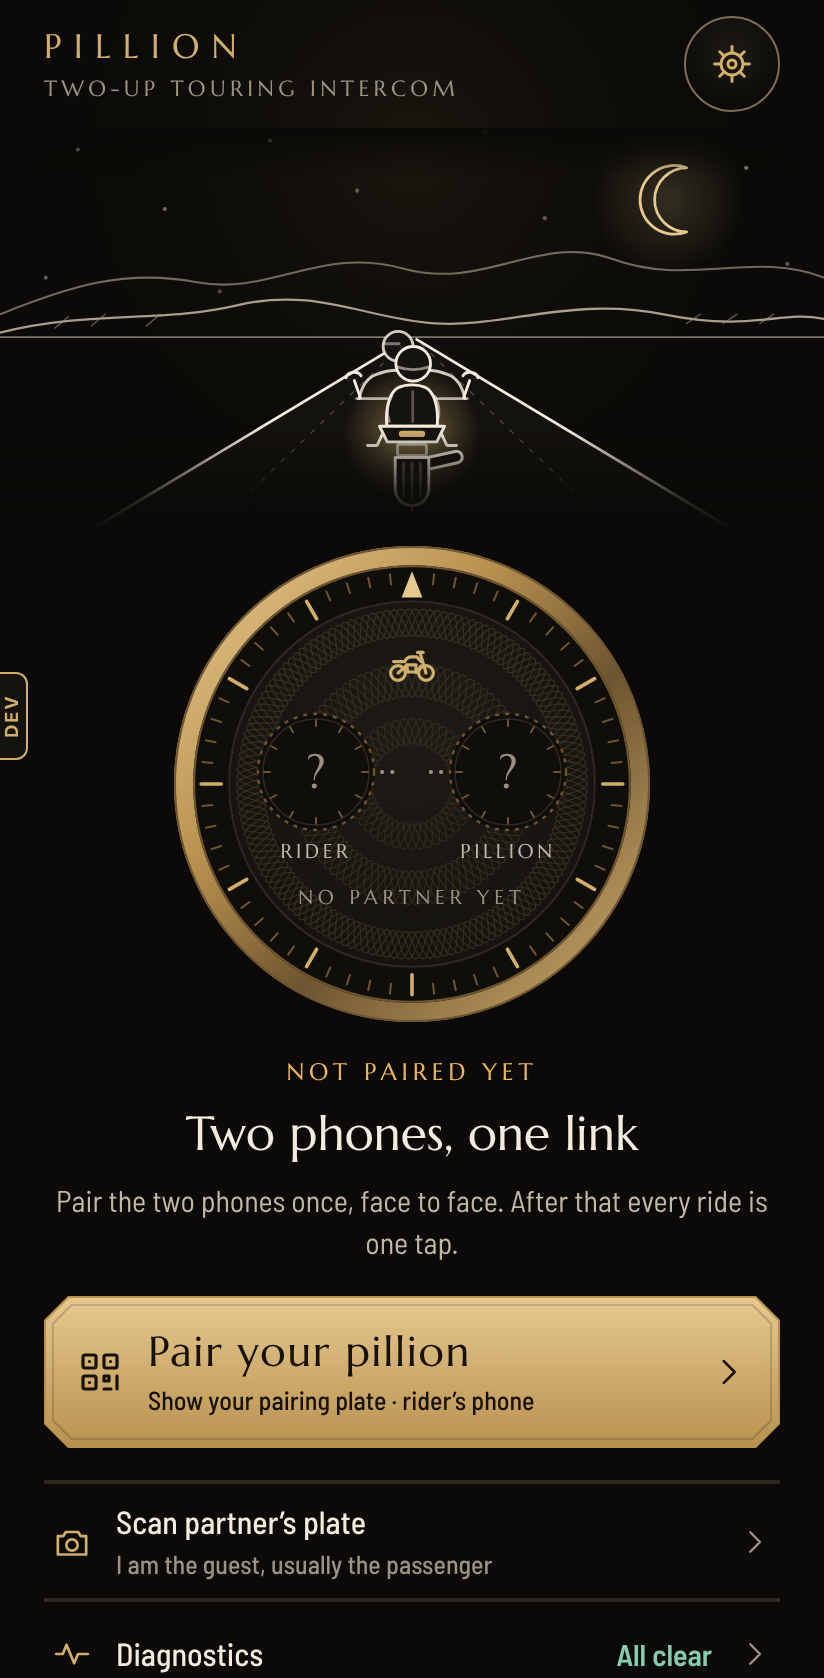 PILLION
TWO-UP TOURING INTERCOM
DEV
?
?
RIDER
PILLION
NO PARTNER YET
NOT PAIRED YET
Two phones, one link
Pair the two phones once, face to face. After that every ride is
one tap.
Pair your pillion
Show your pairing plate · rider’s phone
Scan partner’s plate
I am the guest, usually the passenger
Diagnostics
All clear